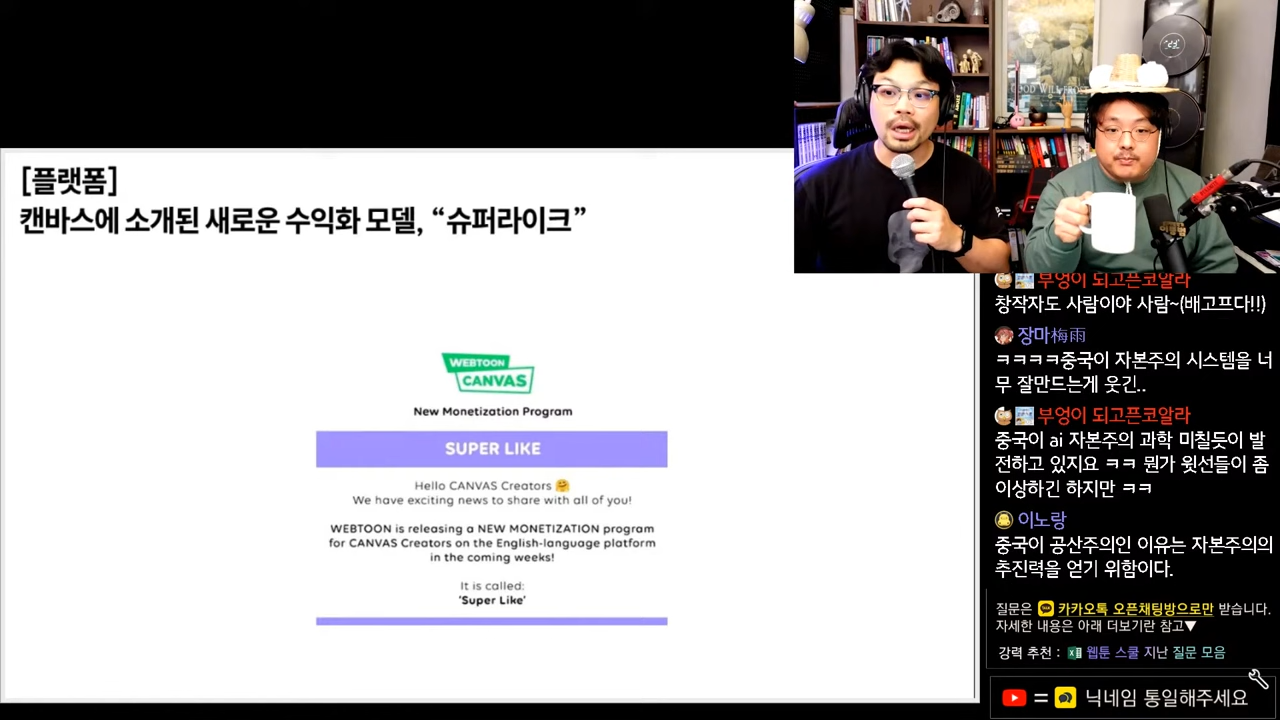 [플랫폼]
캔바스에 소개된 새로운 수익화 모델, “슈퍼라이크”
WEBTOON
CANVAS
New Monetization Program
SUPER LIKE
Hello CANVAS Creators 🤗
We have exciting news to share with all of you!
WEBTOON is releasing a NEW MONETIZATION program
for CANVAS Creators on the English-language platform
in the coming weeks!
It is called:
‘Super Like’
GOOD WILL
부엉이 되고픈코알라
창작자도 사람이야 사람~(배고프다!!)
장마梅雨
ㅋㅋㅋㅋ중국이 자본주의 시스템을 너
무 잘만드는게 웃긴..
부엉이 되고픈코알라
중국이 ai 자본주의 과학 미칠듯이 발
전하고 있지요 ㅋㅋ 뭔가 윗선들이 좀
이상하긴 하지만 ㅋㅋ
이노랑
중국이 공산주의인 이유는 자본주의의
추진력을 얻기 위함이다.
질문은 카카오톡 오픈채팅방으로만 받습니다.
자세한 내용은 아래 더보기란 참고▼
강력 추천 : 웹툰 스쿨 지난 질문 모음
= 닉네임 통일해주세요